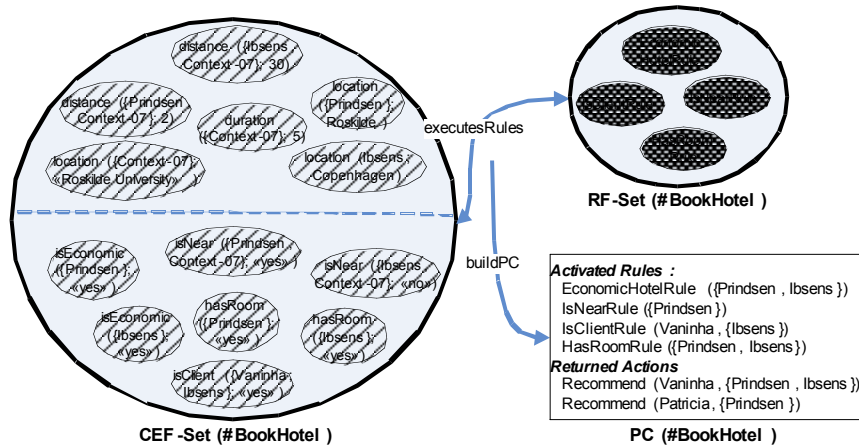 distance ({Ibsens ,
Context -07}; 30)
location
({Prindsen };
Roskilde, )
distance ({Prindsen
Context -07}; 2)
duration
({Context -07}; 5)
location ({Context -07};
«Roskilde University» )
location (Ibsens ;
Copenhagen )
isNear ({Prindsen ,
Context -07}; «yes» )
isEconomic
({Prindsen };
«yes» )
isNear ({Ibsens ,
Context -07}; «no»)
isEconomic
({Ibsens };
«yes» )
hasRoom
({Prindsen };
«yes» )
hasRoom
({Ibsens };
«yes»)
isClient ({Vaninha;
Ibsens }; «yes» )
CEF -Set (#BookHotel )
executesRules
buildPC
RF -Set (#BookHotel )
Activated Rules :
EconomicHotelRule ({Prindsen , Ibsens })
IsNearRule ({Prindsen })
IsClientRule (Vaninha , {Ibsens })
HasRoomRule ({Prindsen , Ibsens })
Returned Actions
Recommend (Vaninha , {Prindsen , Ibsens })
Recommend (Patricia , {Prindsen })
PC (#BookHotel )